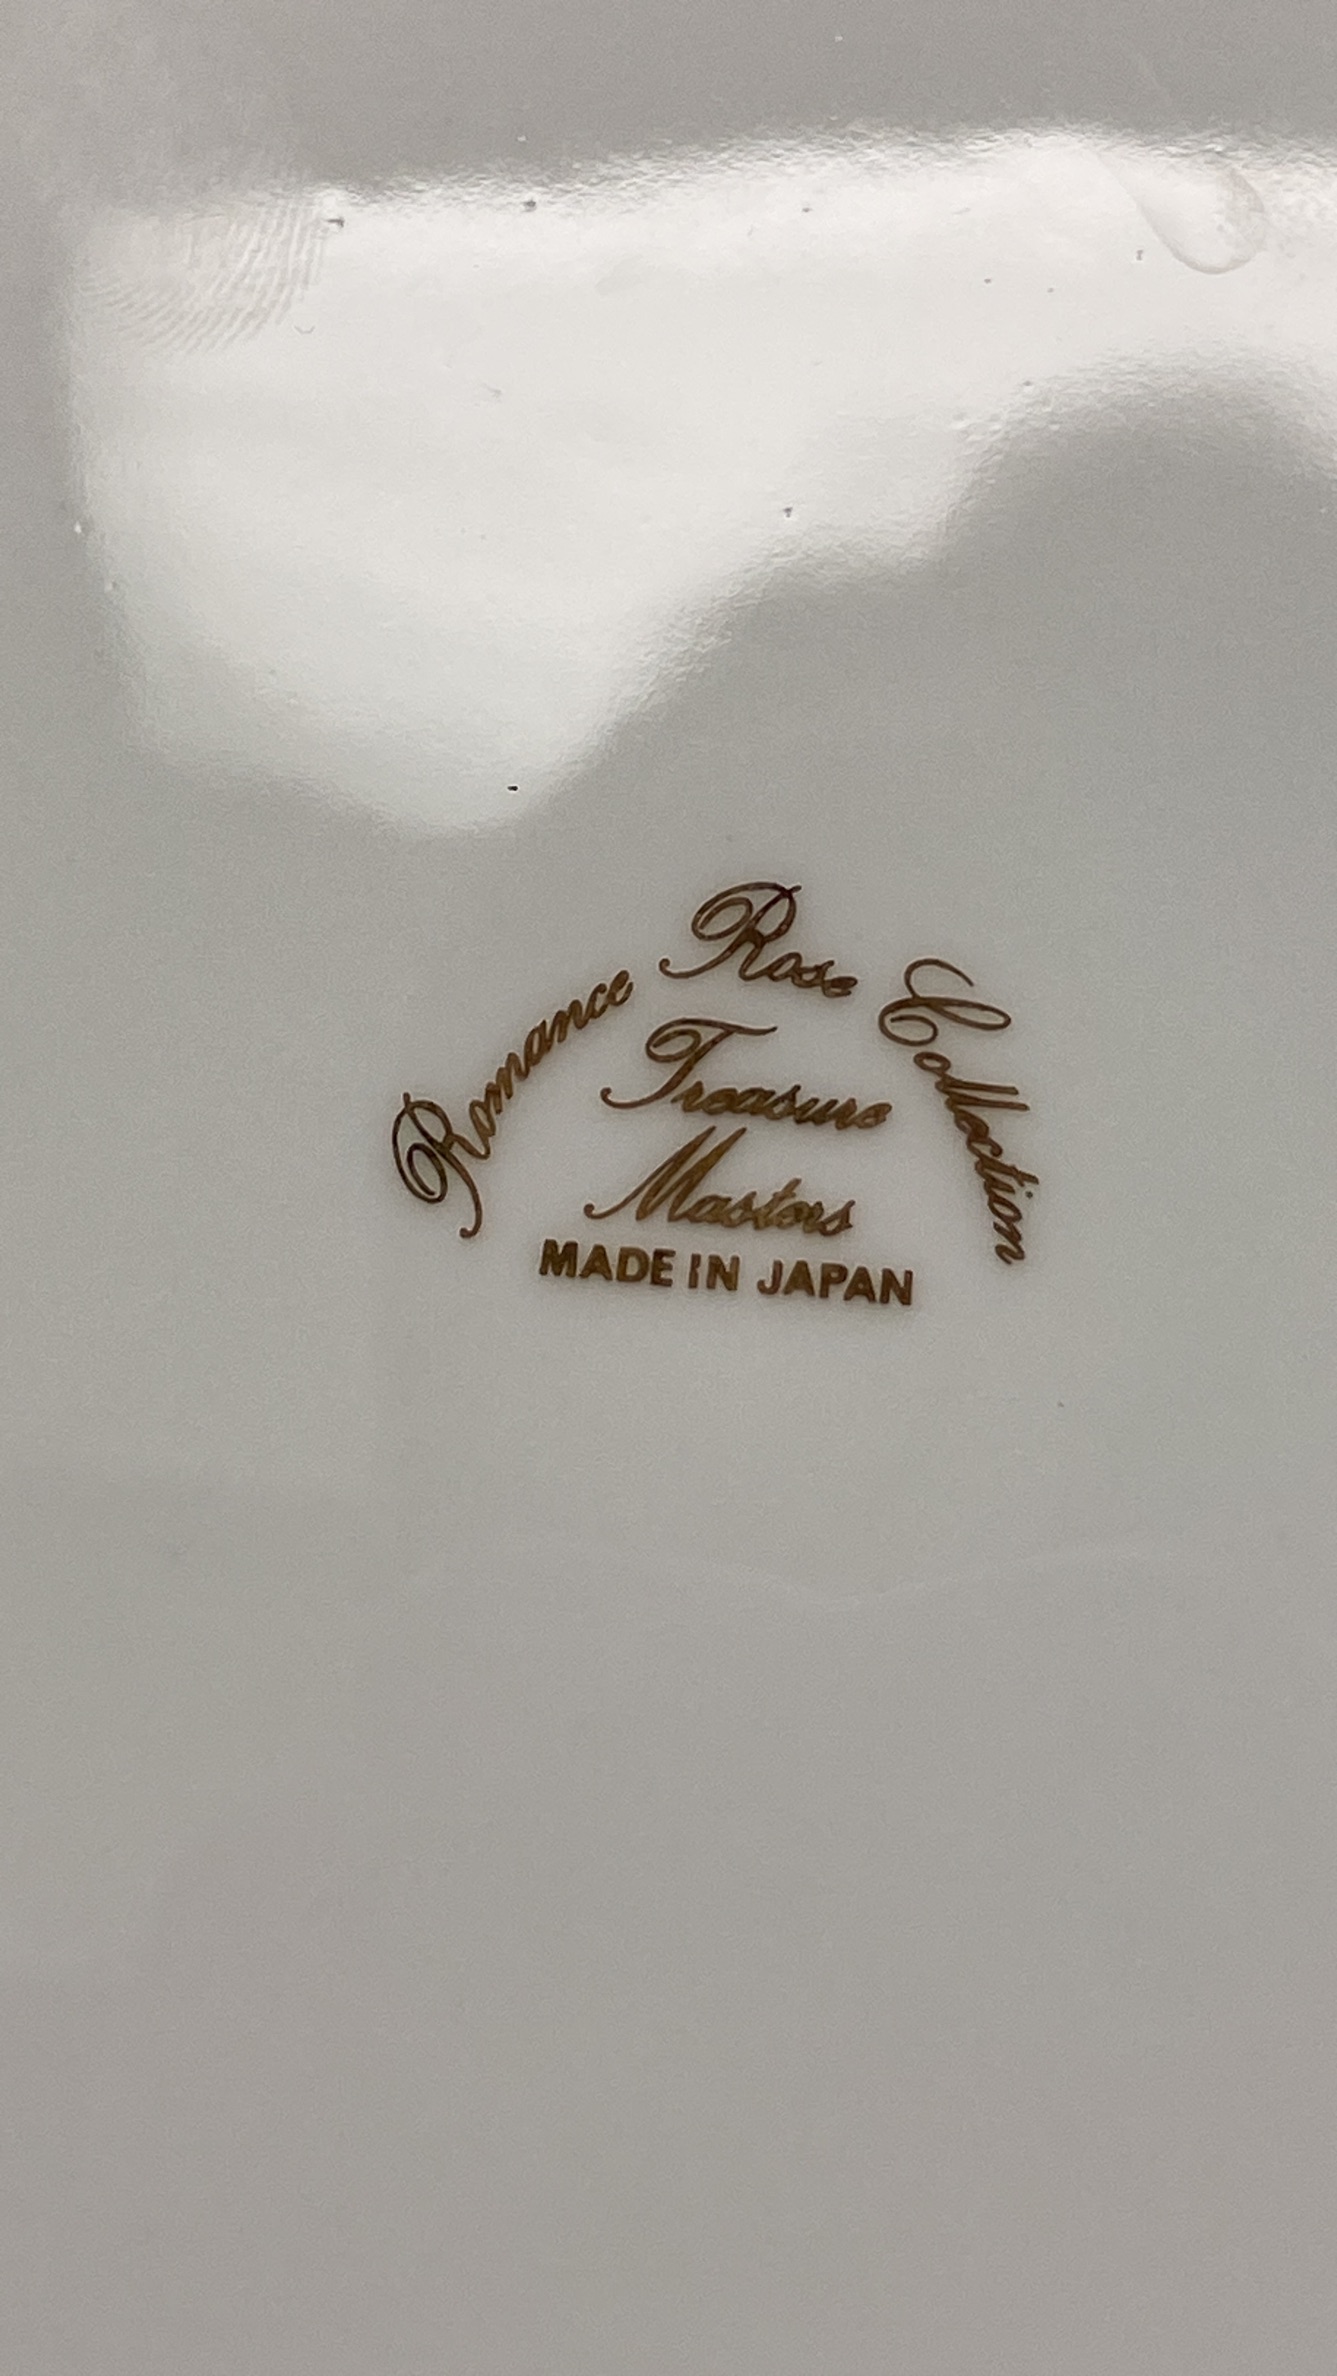 Romance Rose Collection
Treasure
Masters
MADE IN JAPAN